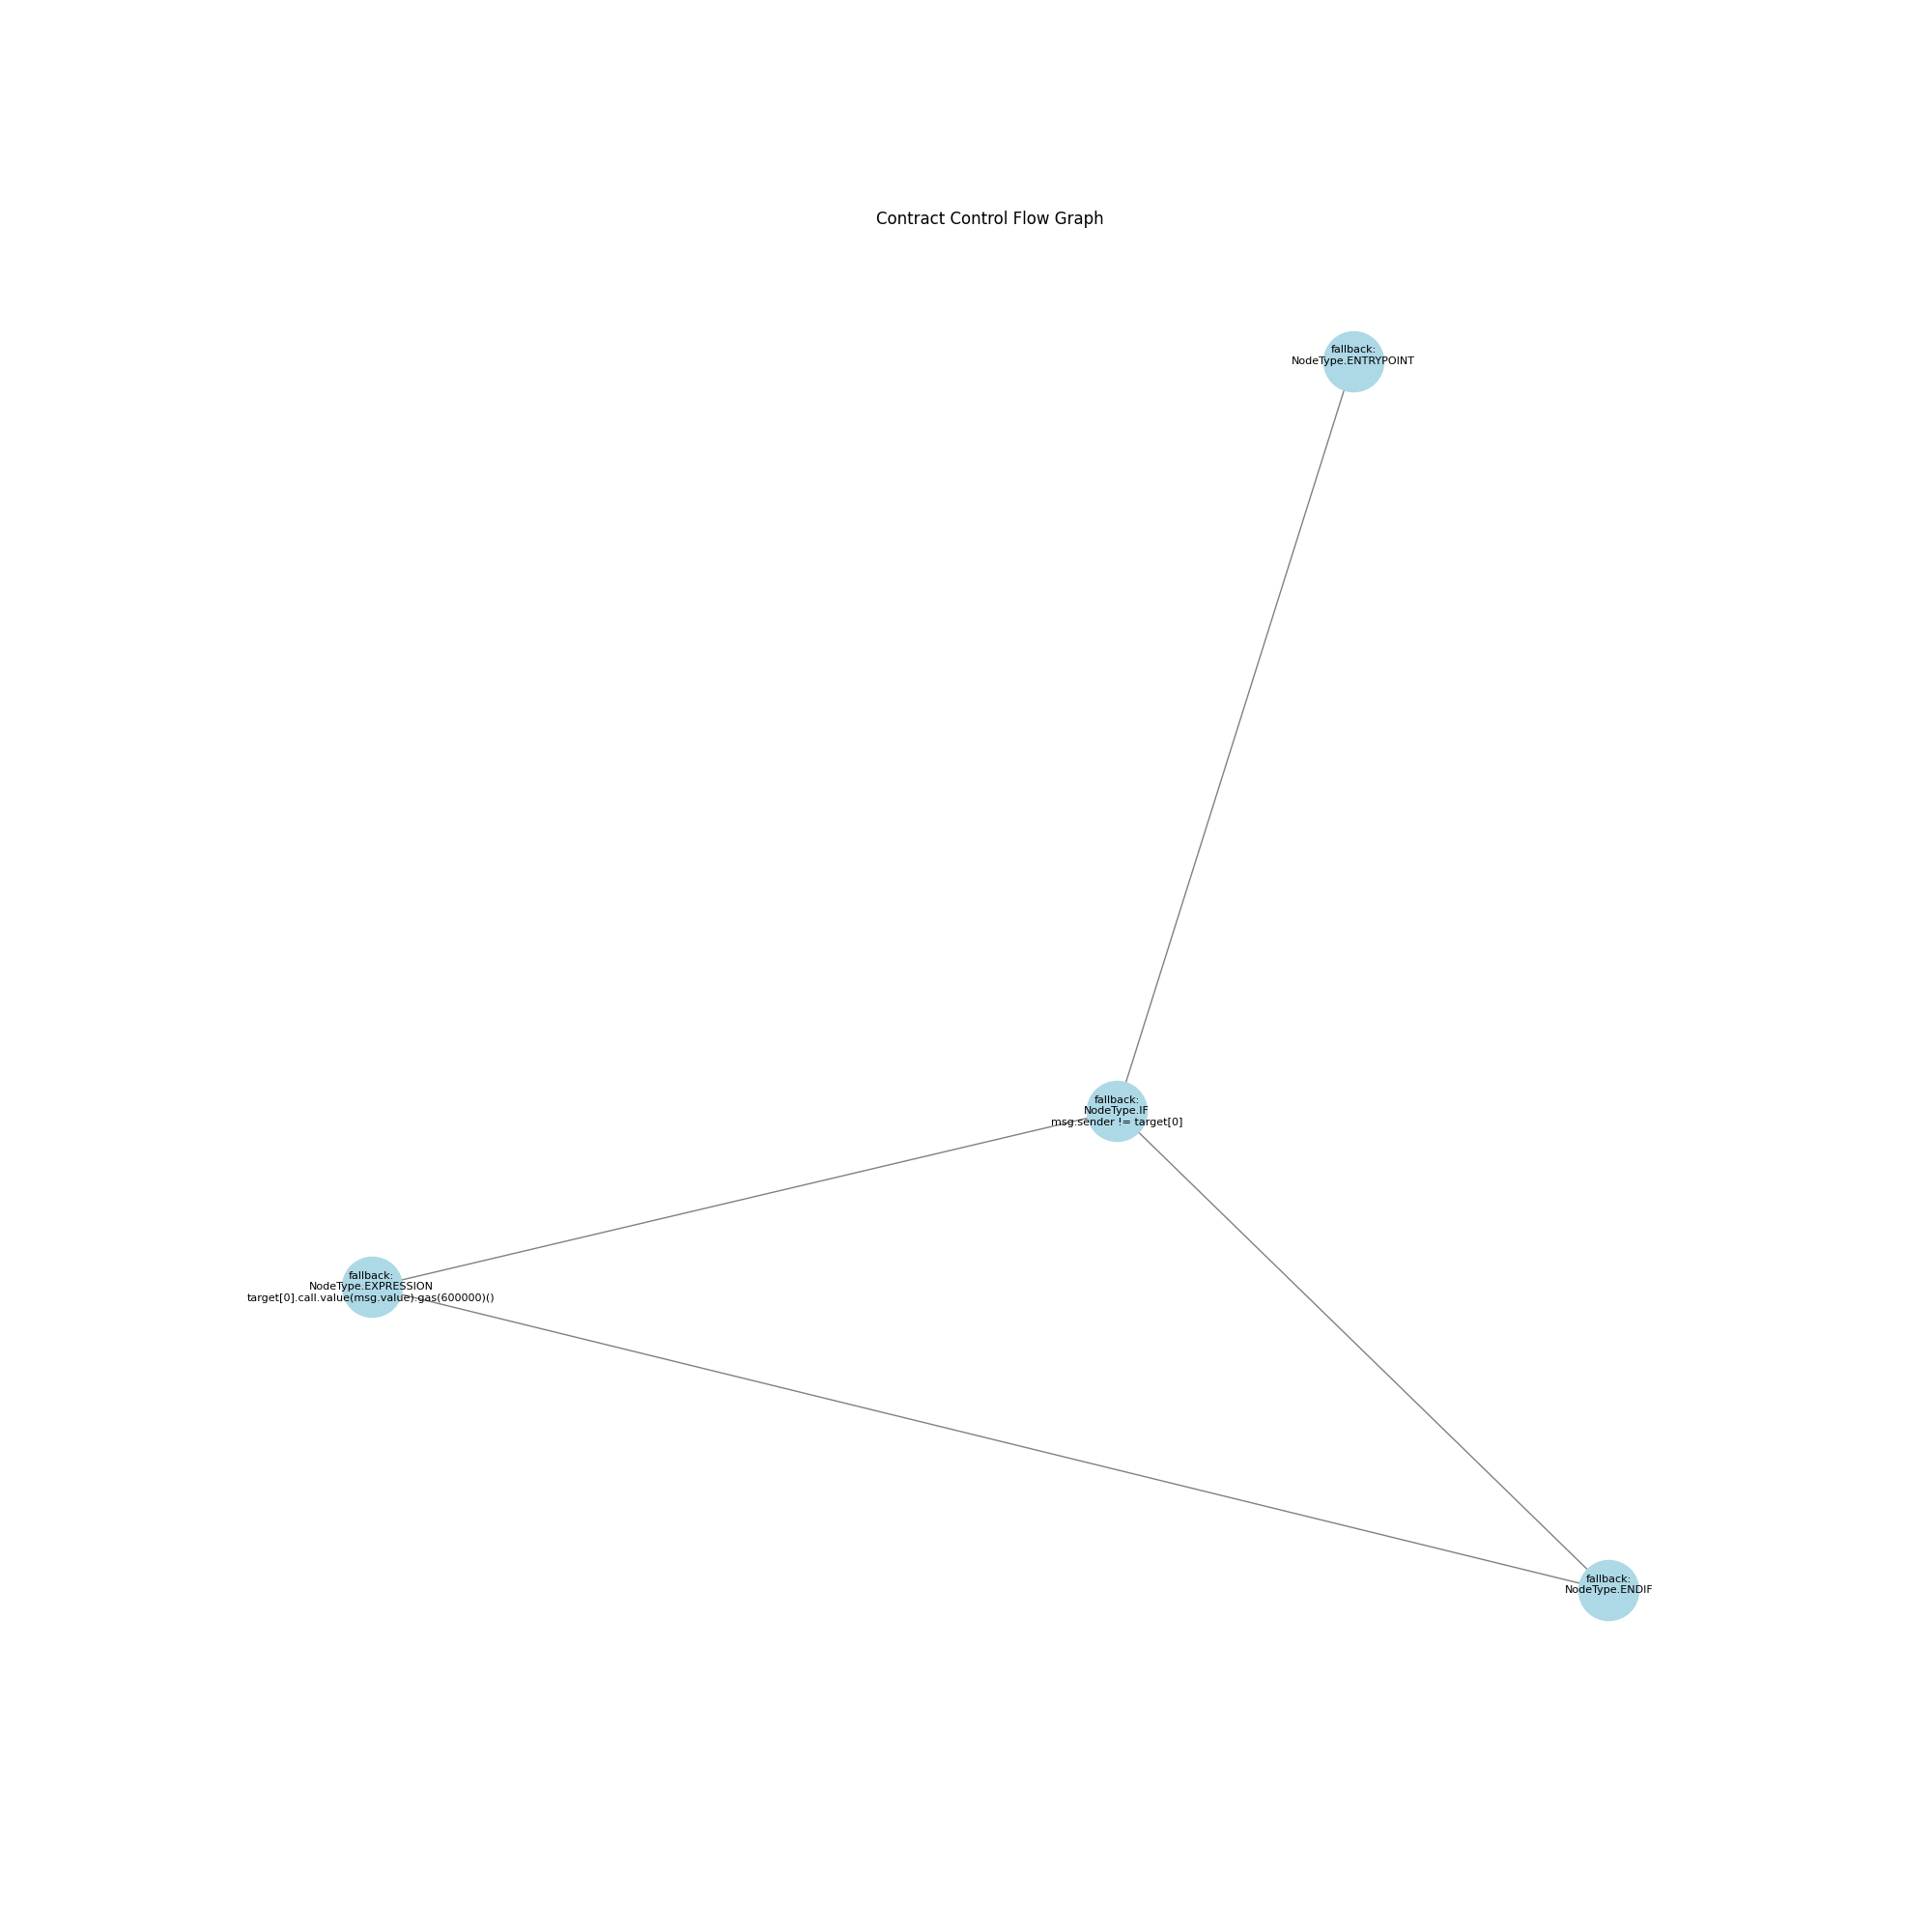 Contract Control Flow Graph
fallback:
NodeType.ENTRYPOINT
fallback:
NodeType.IF
msg.sender != target[0]
fallback:
NodeType.EXPRESSION
target[0].call.value(msg.value).gas(600000)()
fallback:
NodeType.ENDIF